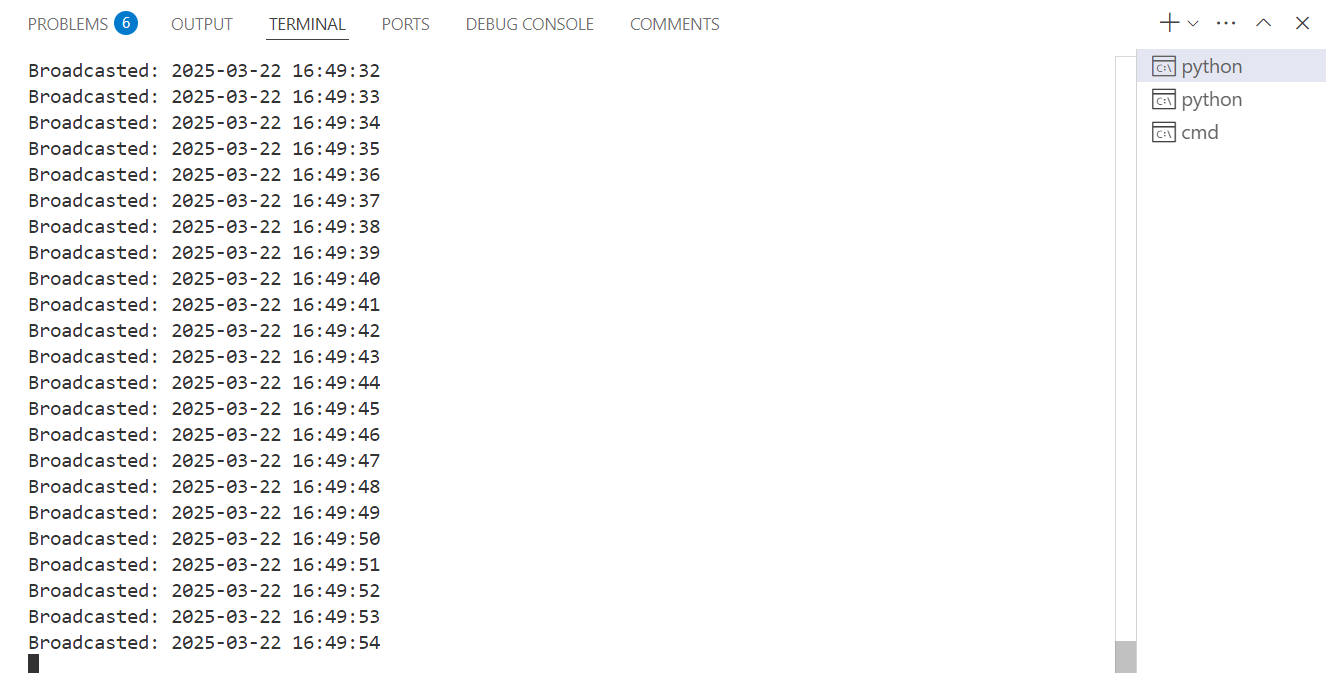 PROBLEMS 6 OUTPUT TERMINAL PORTS DEBUG CONSOLE COMMENTS
Broadcasted: 2025-03-22 16:49:32
Broadcasted: 2025-03-22 16:49:33
Broadcasted: 2025-03-22 16:49:34
Broadcasted: 2025-03-22 16:49:35
Broadcasted: 2025-03-22 16:49:36
Broadcasted: 2025-03-22 16:49:37
Broadcasted: 2025-03-22 16:49:38
Broadcasted: 2025-03-22 16:49:39
Broadcasted: 2025-03-22 16:49:40
Broadcasted: 2025-03-22 16:49:41
Broadcasted: 2025-03-22 16:49:42
Broadcasted: 2025-03-22 16:49:43
Broadcasted: 2025-03-22 16:49:44
Broadcasted: 2025-03-22 16:49:45
Broadcasted: 2025-03-22 16:49:46
Broadcasted: 2025-03-22 16:49:47
Broadcasted: 2025-03-22 16:49:48
Broadcasted: 2025-03-22 16:49:49
Broadcasted: 2025-03-22 16:49:50
Broadcasted: 2025-03-22 16:49:51
Broadcasted: 2025-03-22 16:49:52
Broadcasted: 2025-03-22 16:49:53
Broadcasted: 2025-03-22 16:49:54
C:\ python
C:\ python
C:\ cmd